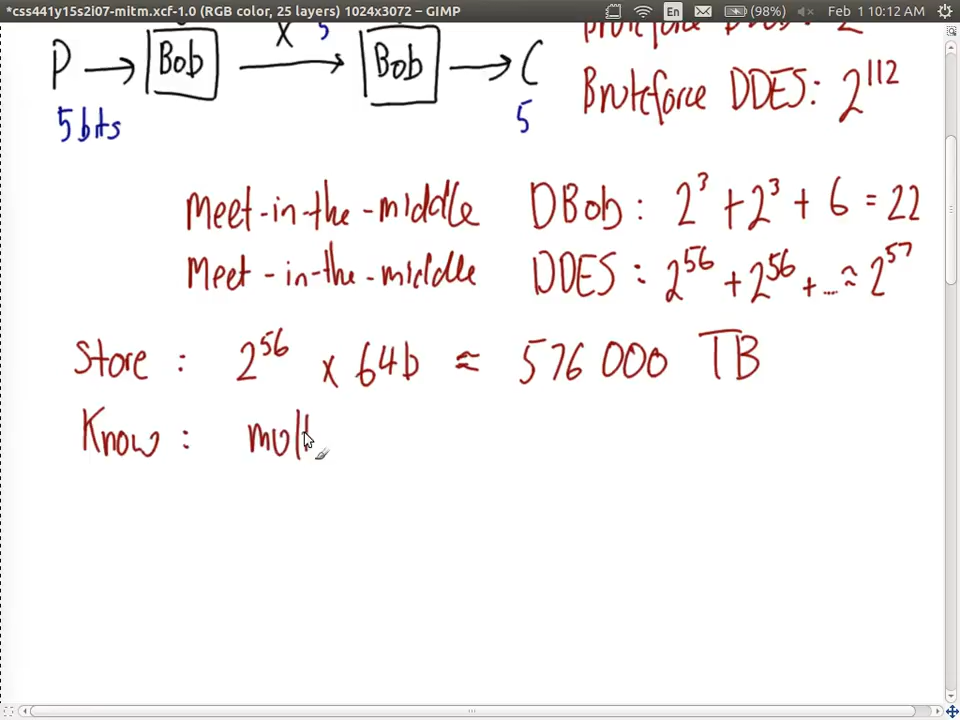 *css441y15s2i07-mitm.xcf-1.0 (RGB color, 25 layers) 1024x3072 – GIMP En (98%) Feb 1 10:12 AM
X 5
P → Bob → Bob → C
5 bits 5
Bruteforce DDES: 2^112
Meet-in-the-middle DBob: 2^3 + 2^3 + 6 = 22
Meet-in-the-middle DDES: 2^56 + 2^56 + ... ≈ 2^57
Store : 2^56 x 64b ≈ 576 000 TB
Know : mult